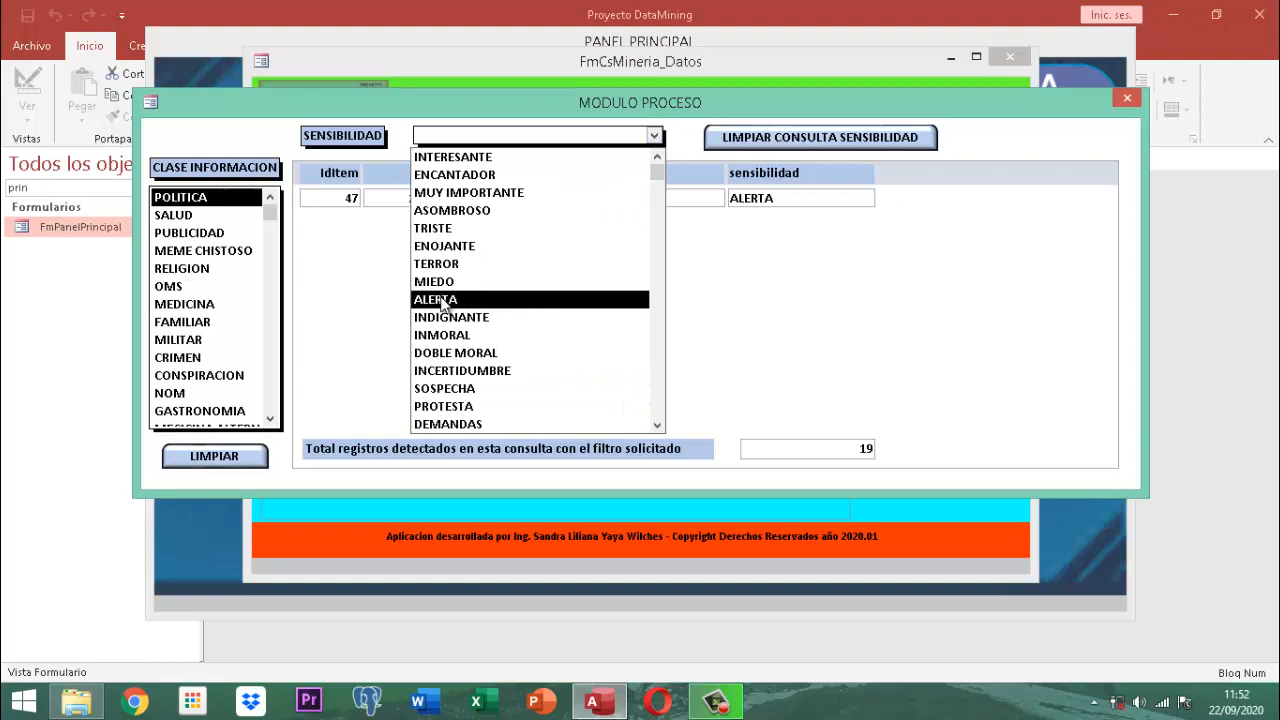 Proyecto DataMining
Inic. ses.
Archivo
Inicio
Cre
PANEL PRINCIPAL
FmCsMineria_Datos
Ver
Pegar
Cort
Co
Co
Vistas
Portapa
A
MODULO PROCESO
SENSIBILIDAD
LIMPIAR CONSULTA SENSIBILIDAD
Todos los obje
prin
Formularios
FmPanelPrincipal
CLASE INFORMACION
POLITICA
SALUD
PUBLICIDAD
MEME CHISTOSO
RELIGION
OMS
MEDICINA
FAMILIAR
MILITAR
CRIMEN
CONSPIRACION
NOM
GASTRONOMIA
LIMPIAR
IdItem
sensibilidad
47
ALERTA
INTERESANTE
ENCANTADOR
MUY IMPORTANTE
ASOMBROSO
TRISTE
ENOJANTE
TERROR
MIEDO
ALERTA
INDIGNANTE
INMORAL
DOBLE MORAL
INCERTIDUMBRE
SOSPECHA
PROTESTA
DEMANDAS
Total registros detectados en esta consulta con el filtro solicitado
19
Aplicacion desarrollada por Ing. Sandra Liliana Yaya Wilches - Copyright Derechos Reservados año 2020.01
Vista Formulario
Bloq Num
11:52
22/09/2020